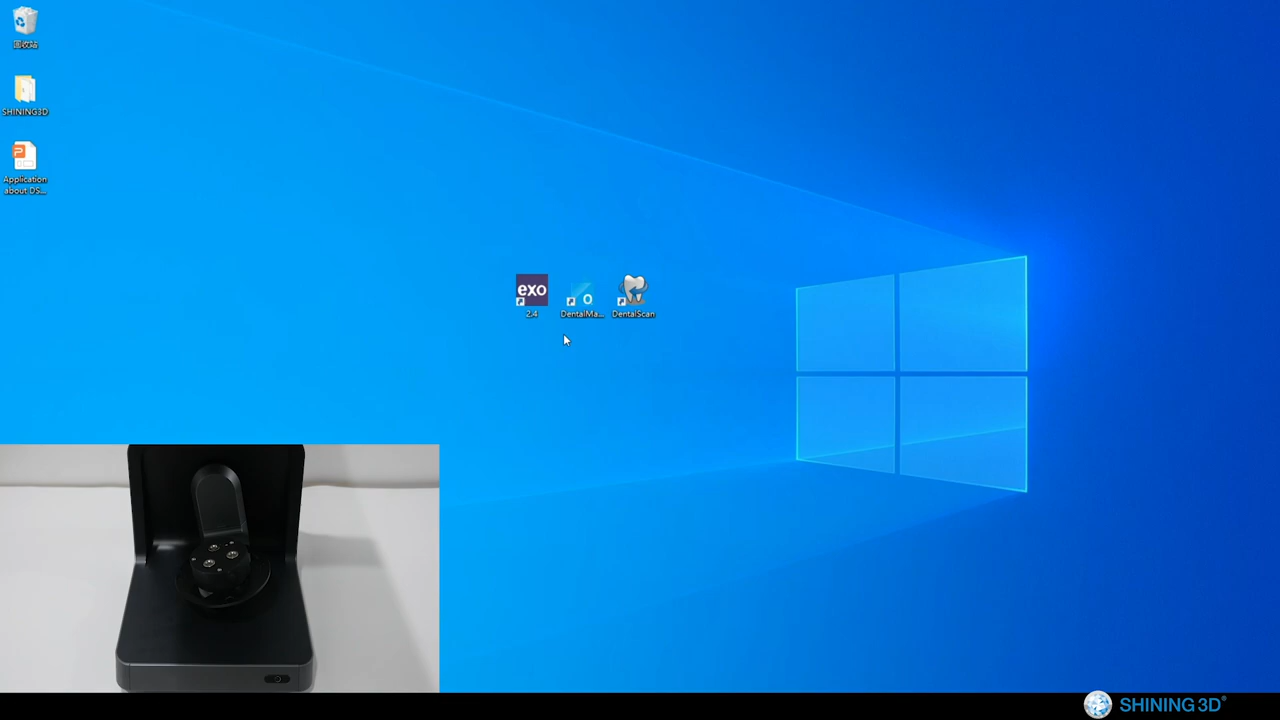 回收站
SHINING3D
Application
about DS...
exo
2.4
DentalMa...
DentalScan
SHINING 3D®